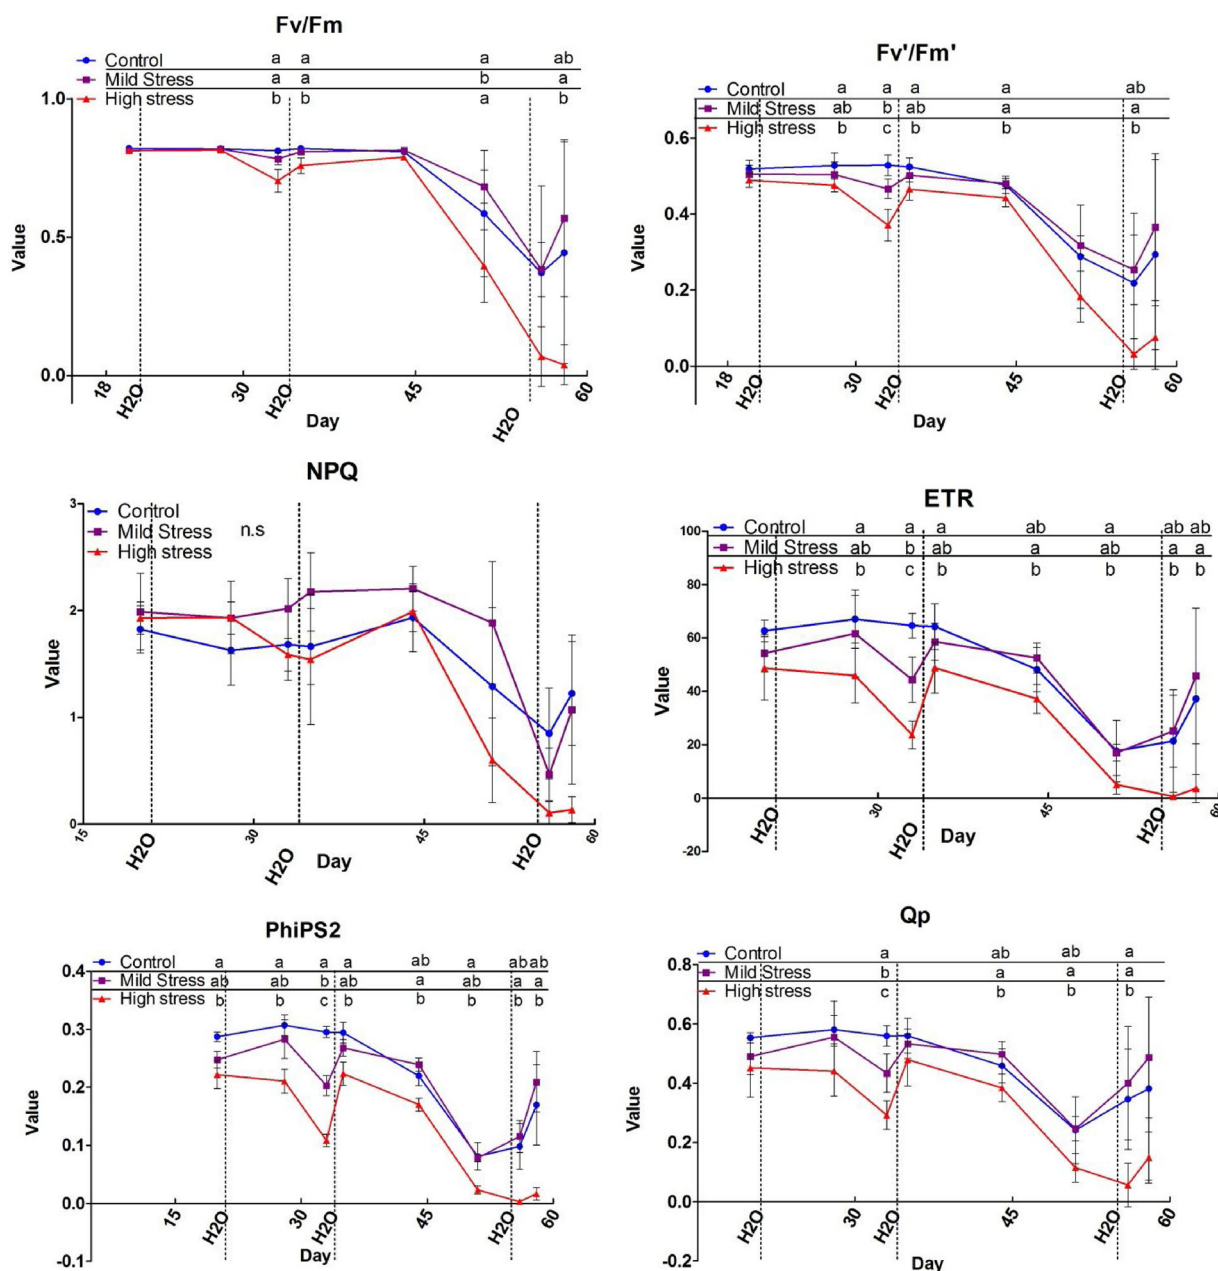 Fv/Fm
Control a a a ab
Mild Stress a a b a
High stress b b a b
1.0
0.5
0.0
Value
18 H2O 30 H2O 45 H2O 60
Day
Fv'/Fm'
Control a a a a ab
Mild Stress ab b ab a a
High stress b c b b b
0.6
0.4
0.2
0.0
Value
18 H2O 30 H2O 45 H2O 60
Day
NPQ
Control
Mild Stress n.s
High stress
3
2
1
0
Value
15 H2O 30 H2O 45 H2O 60
Day
ETR
Control a a a ab a ab ab
Mild Stress ab b ab a ab a a
High stress b c b b b b b
100
80
60
40
20
0
-20
Value
H2O 30 H2O 45 H2O 60
Day
PhiPS2
Control a a a a ab a ab ab
Mild Stress ab ab b ab a ab a a
High stress b b c b b b b b
0.4
0.3
0.2
0.1
0.0
-0.1
Value
15 H2O 30 H2O 45 H2O 60
Day
Qp
Control a ab ab a
Mild Stress b a a a
High stress c b b b
0.8
0.6
0.4
0.2
0.0
-0.2
Value
H2O 30 H2O 45 H2O 60
Day